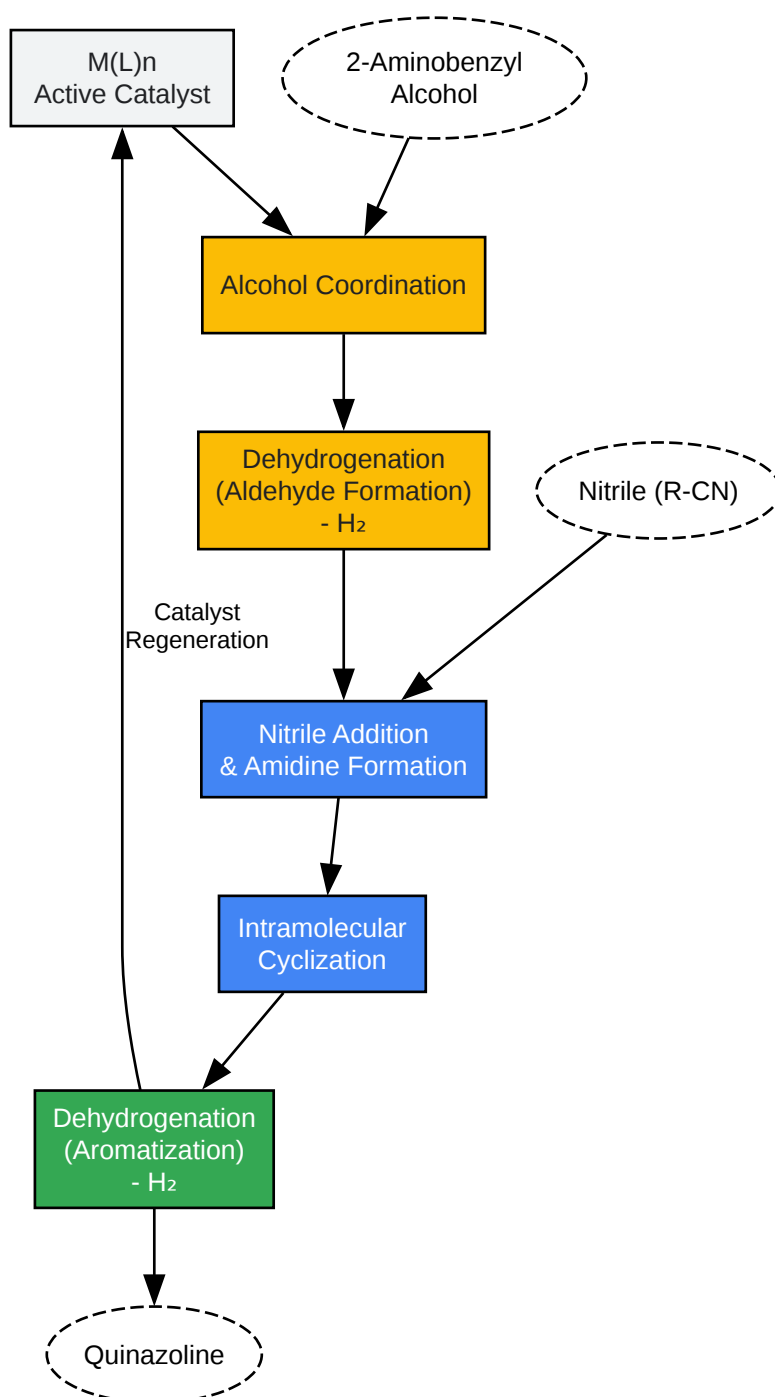 M(L)n
Active Catalyst
2-Aminobenzyl
Alcohol
Alcohol Coordination
Dehydrogenation
(Aldehyde Formation)
- H₂
Nitrile (R-CN)
Catalyst
Regeneration
Nitrile Addition
& Amidine Formation
Intramolecular
Cyclization
Dehydrogenation
(Aromatization)
- H₂
Quinazoline